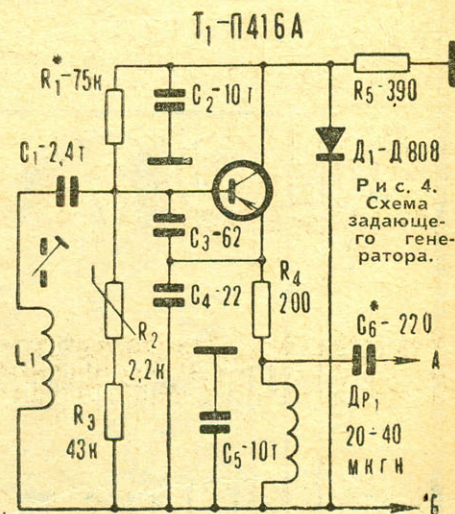 Т₁-П416А
R₁*-75к
C₂-10т
R₅-390
C₁-2,4т
Д₁-Д808
Рис. 4.
Схема
задающе-
го гене-
ратора.
C₃-62
C₄-22
R₄
200
C₆*-220
А
L₁
R₂
2,2к
R₃
43к
C₅-10т
Др₁
20-40
мкгн
Б